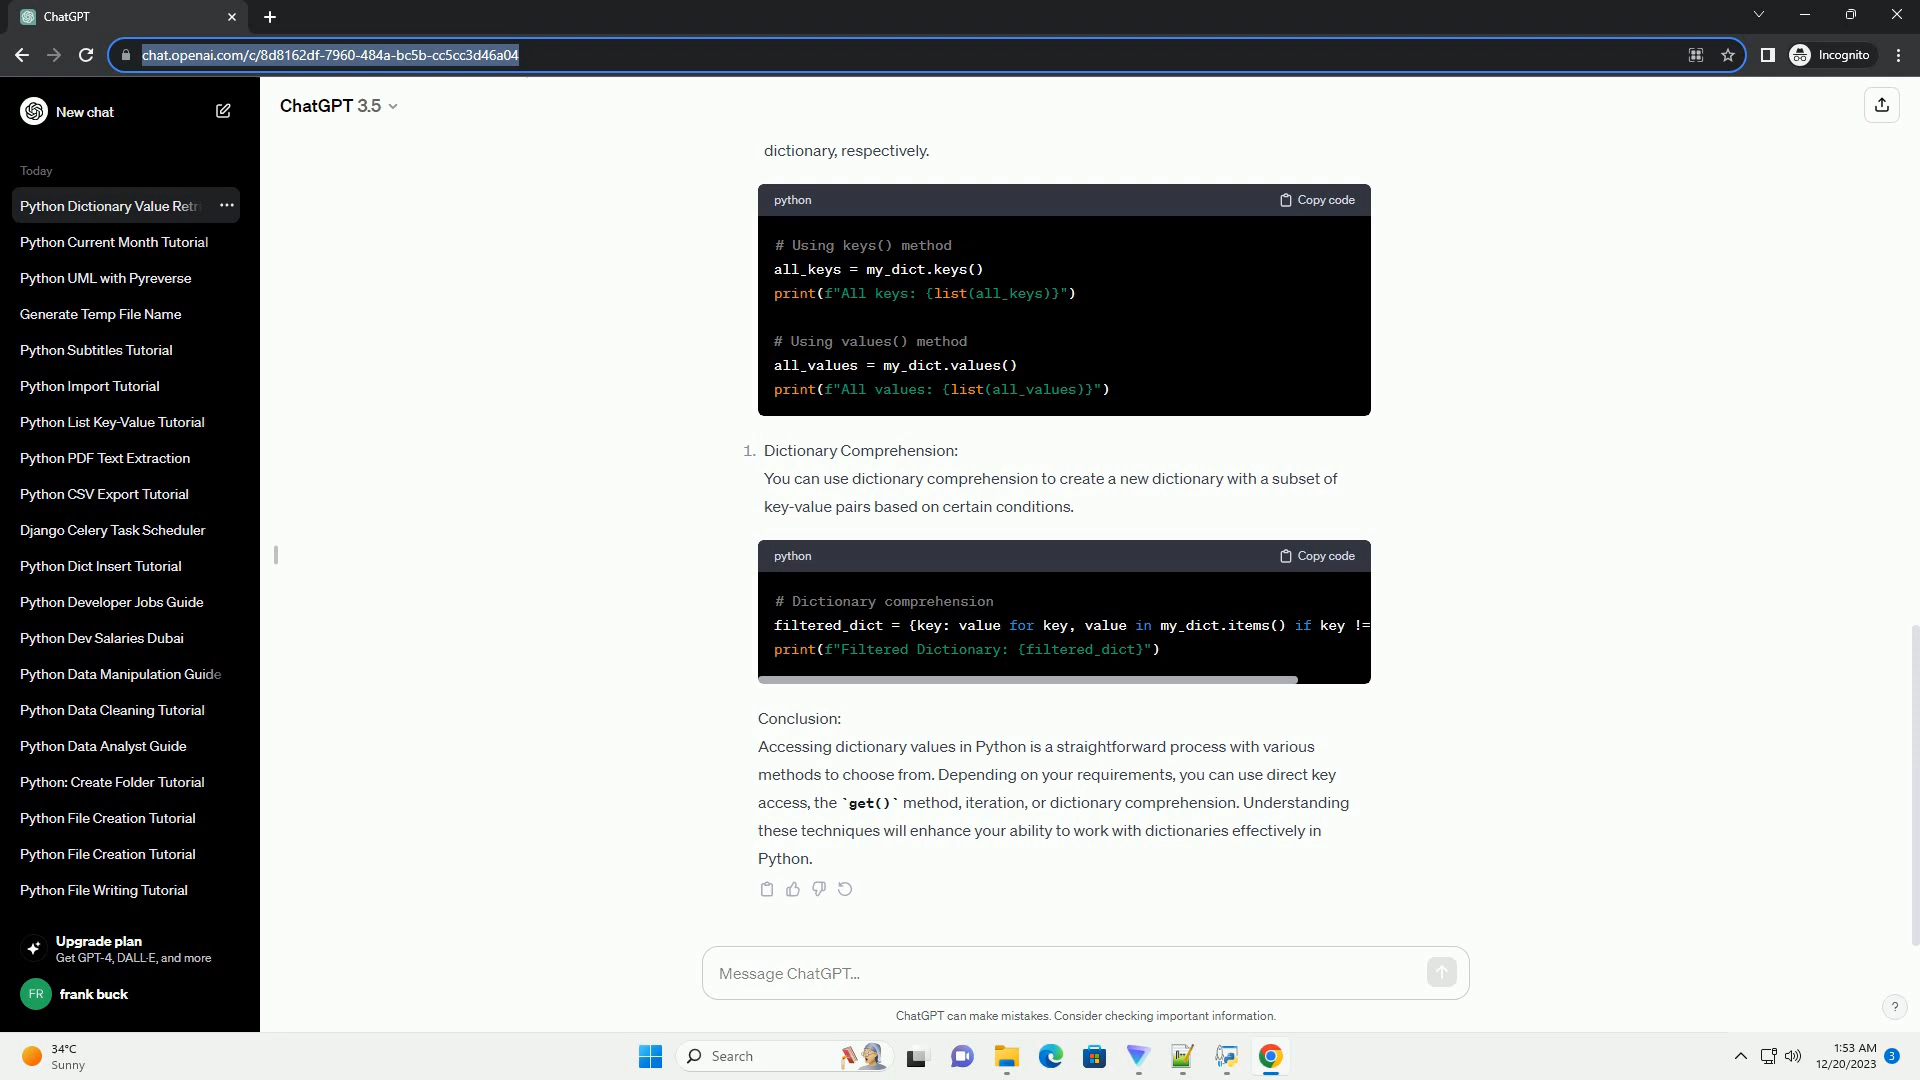 ChatGPT
chat.openai.com/c/8d8162df-7960-484a-bc5b-cc5cc3d46a04
Incognito
New chat
ChatGPT 3.5
Today
Python Dictionary Value Retri
Python Current Month Tutorial
Python UML with Pyreverse
Generate Temp File Name
Python Subtitles Tutorial
Python Import Tutorial
Python List Key-Value Tutorial
Python PDF Text Extraction
Python CSV Export Tutorial
Django Celery Task Scheduler
Python Dict Insert Tutorial
Python Developer Jobs Guide
Python Dev Salaries Dubai
Python Data Manipulation Guide
Python Data Cleaning Tutorial
Python Data Analyst Guide
Python: Create Folder Tutorial
Python File Creation Tutorial
Python File Creation Tutorial
Python File Writing Tutorial
Upgrade plan
Get GPT-4, DALL·E, and more
FR
frank buck
dictionary, respectively.
python
Copy code
# Using keys() method
all_keys = my_dict.keys()
print(f"All keys: {list(all_keys)}")
# Using values() method
all_values = my_dict.values()
print(f"All values: {list(all_values)}")
1. Dictionary Comprehension:
You can use dictionary comprehension to create a new dictionary with a subset of
key-value pairs based on certain conditions.
python
Copy code
# Dictionary comprehension
filtered_dict = {key: value for key, value in my_dict.items() if key !=
print(f"Filtered Dictionary: {filtered_dict}")
Conclusion:
Accessing dictionary values in Python is a straightforward process with various
methods to choose from. Depending on your requirements, you can use direct key
access, the `get()` method, iteration, or dictionary comprehension. Understanding
these techniques will enhance your ability to work with dictionaries effectively in
Python.
Message ChatGPT...
ChatGPT can make mistakes. Consider checking important information.
?
34°C
Sunny
Search
1:53 AM
12/20/2023
3